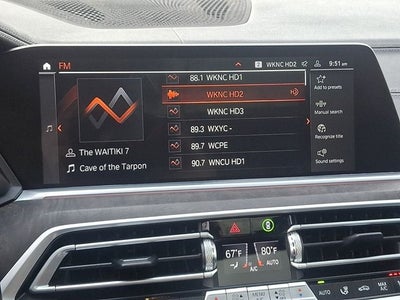 FM
2 WKNC HD2 9:51 am
88.1 WKNC HD1
WKNC HD2
WKNC HD3
89.3 WXYC -
89.7 WCPE
90.7 WNCU HD1
The WAITIKI 7
Cave of the Tarpon
Add to presets
Manual search
Recognize title
Sound settings
67°F
80°F
A/C
AUTO
AUTO
MAX
A/C